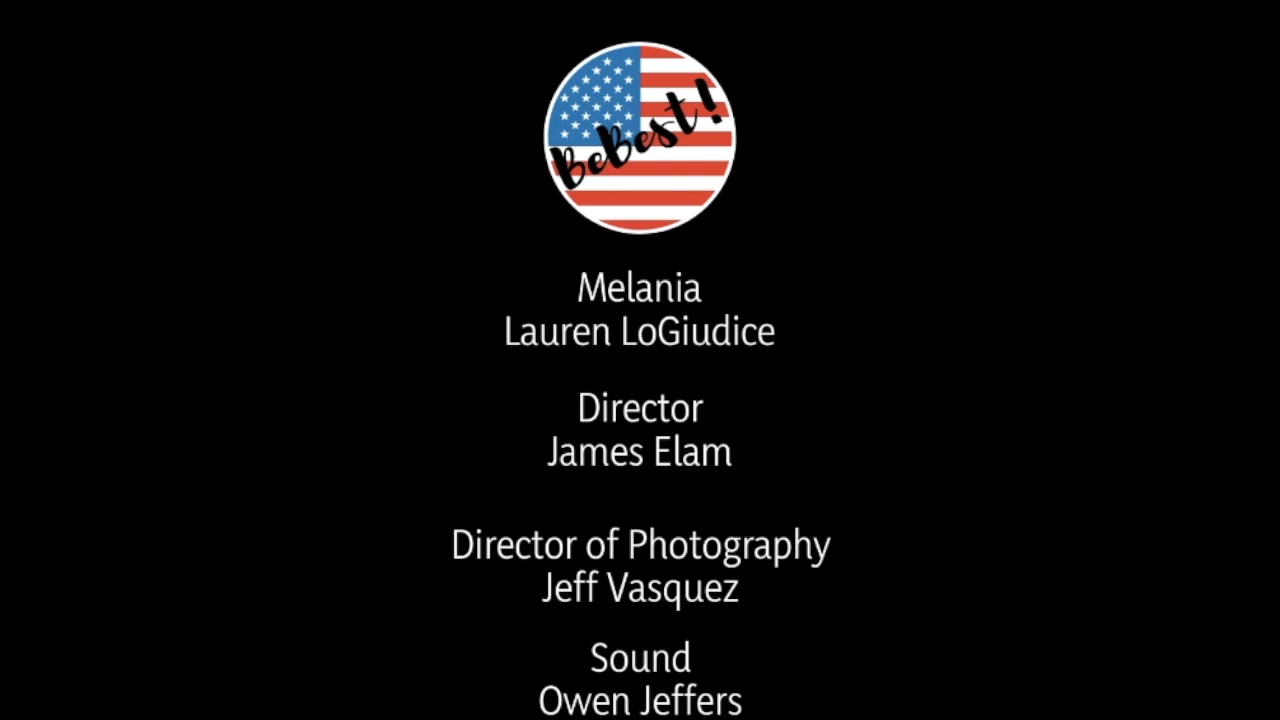 BeBest!
Melania
Lauren LoGiudice
Director
James Elam
Director of Photography
Jeff Vasquez
Sound
Owen Jeffers